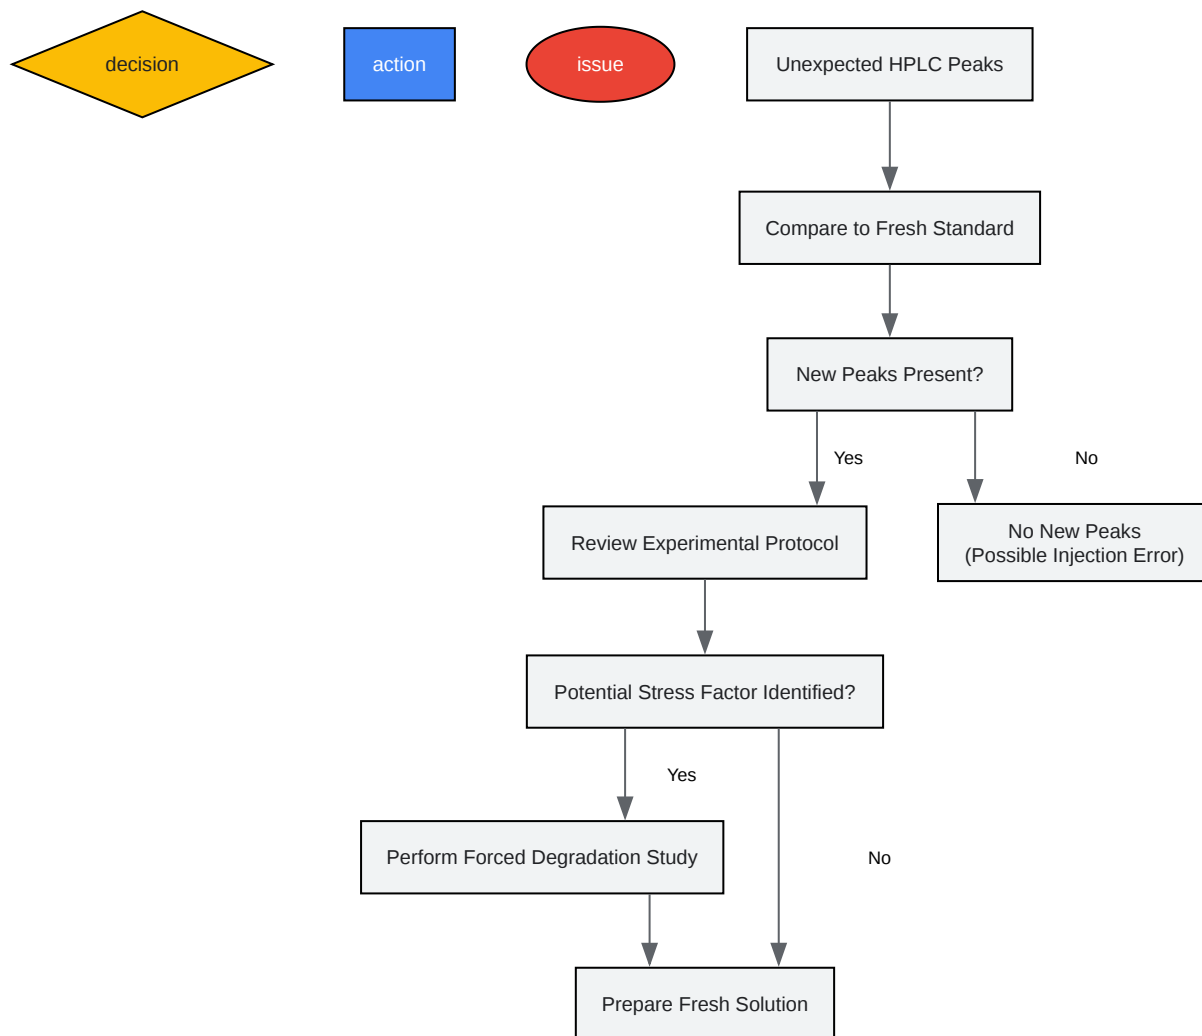 decision
action
issue
Unexpected HPLC Peaks
Compare to Fresh Standard
New Peaks Present?
Yes
No
Review Experimental Protocol
No New Peaks
(Possible Injection Error)
Potential Stress Factor Identified?
Yes
Perform Forced Degradation Study
No
Prepare Fresh Solution